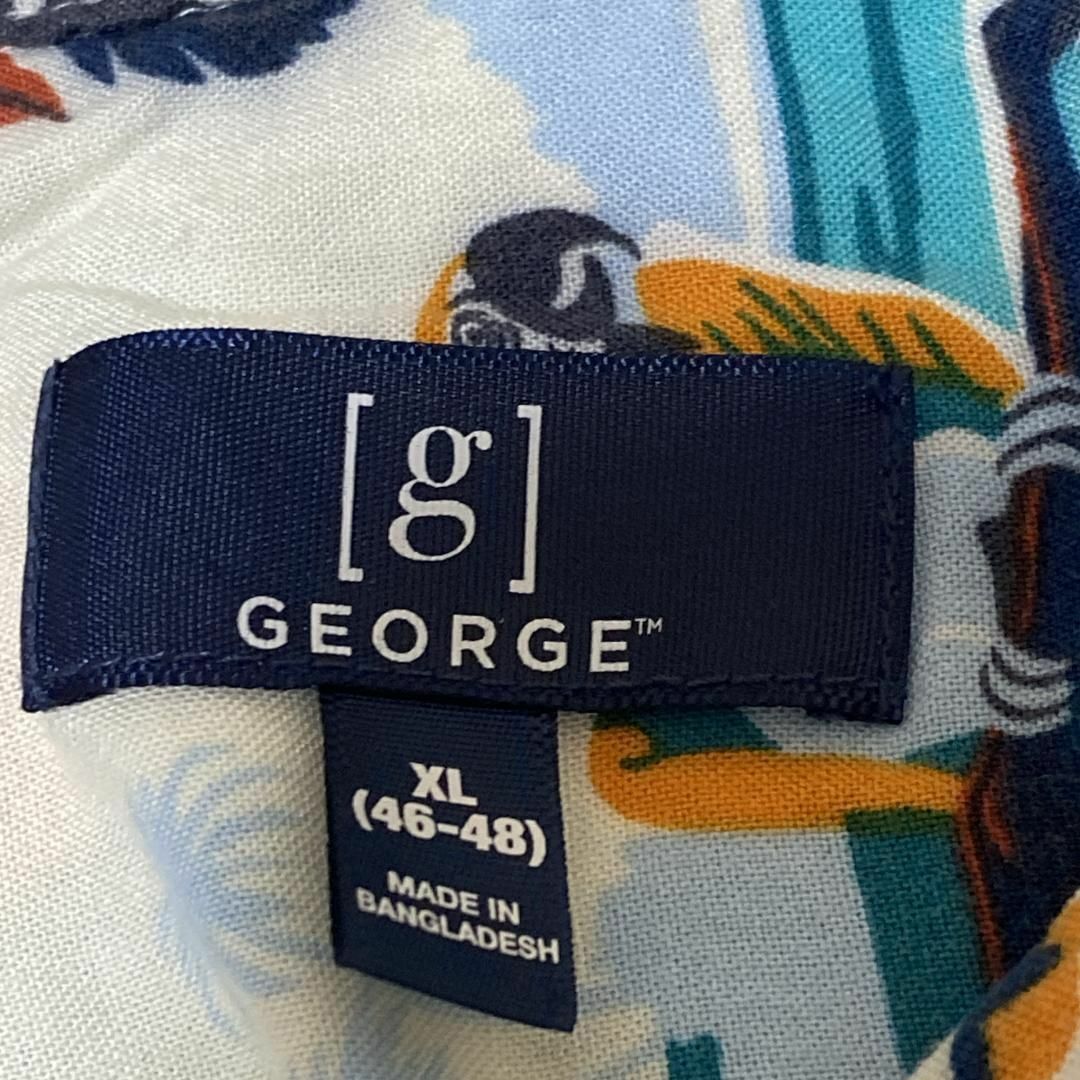 [g]
GEORGE™
XL
(46-48)
MADE IN
BANGLADESH